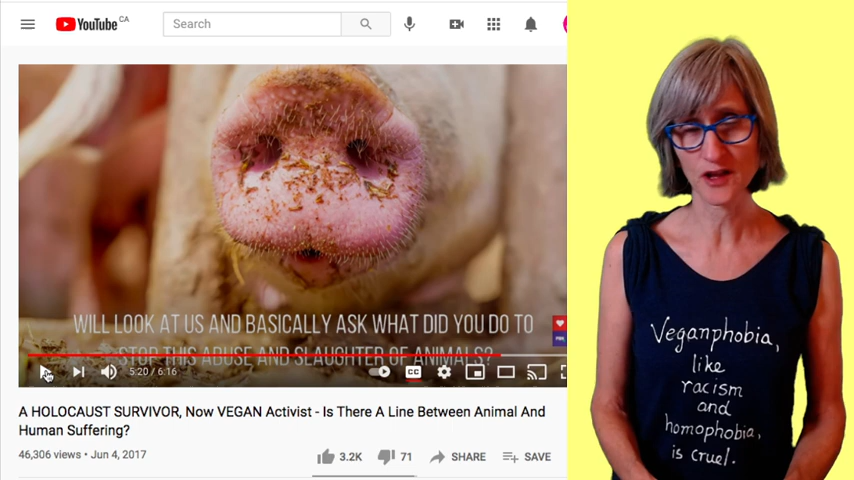 YouTube CA
Search
WILL LOOK AT US AND BASICALLY ASK WHAT DID YOU DO TO
STOP THIS ABUSE AND SLAUGHTER OF ANIMALS?
CC
5:20 / 6:16
A HOLOCAUST SURVIVOR, Now VEGAN Activist - Is There A Line Between Animal And
Human Suffering?
46,306 views • Jun 4, 2017
3.2K
71
SHARE
SAVE
Veganphobia,
like
racism
and
homophobia,
is cruel.